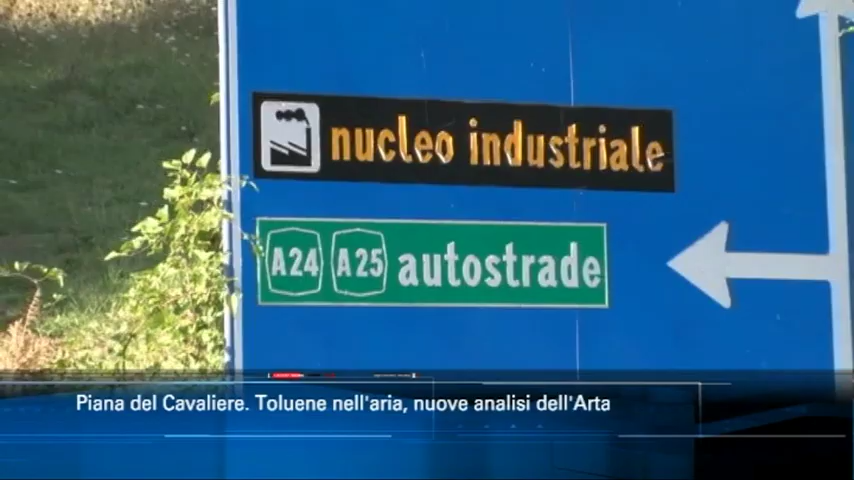 nucleo industriale
A24 A25 autostrade
Piana del Cavaliere. Toluene nell'aria, nuove analisi dell'Arta